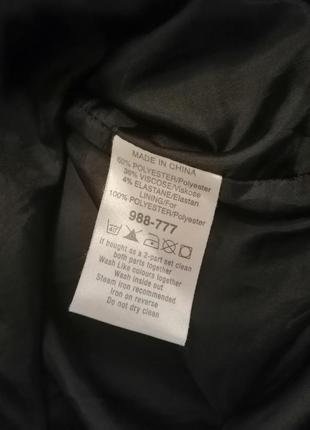 MADE IN CHINA
60% POLYESTER/Polyester
36% VISCOSE/Viskose
4% ELASTANE/Elastan
LINING/For
100% POLYESTER/Polyester
988-777
40
If bought as a 2-part set clean
both parts together
Wash Like colours together
Wash inside out
Steam iron recommended
Iron on reverse
Do not dry clean